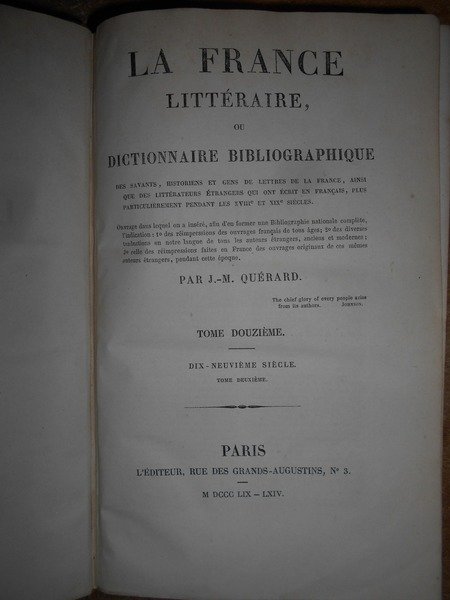 LA FRANCE
LITTÉRAIRE,
OU
DICTIONNAIRE BIBLIOGRAPHIQUE
DES SAVANTS, HISTORIENS ET GENS DE LETTRES DE LA FRANCE, AINSI
QUE DES LITTÉRATEURS ÉTRANGERS QUI ONT ÉCRIT EN FRANÇAIS, PLUS
PARTICULIÈREMENT PENDANT LES XVIIIe ET XIXe SIÈCLES.
Ouvrage dans lequel on a inséré, afin d'en former une Bibliographie nationale complète,
l'indication: 1o des réimpressions des ouvrages français de tous âges; 2o des diverses
traductions en notre langue de tous les auteurs étrangers, anciens et modernes;
3o celle des réimpressions faites en France des ouvrages originaux de ces mêmes
auteurs étrangers, pendant cette époque.
PAR J.-M. QUÉRARD.
The chief glory of every people arise
from its authors. JOHNSON.
TOME DOUZIÈME.
DIX-NEUVIÈME SIÈCLE.
TOME DEUXIÈME.
PARIS
L'ÉDITEUR, RUE DES GRANDS-AUGUSTINS, No 3.
M DCCC LIX – LXIV.